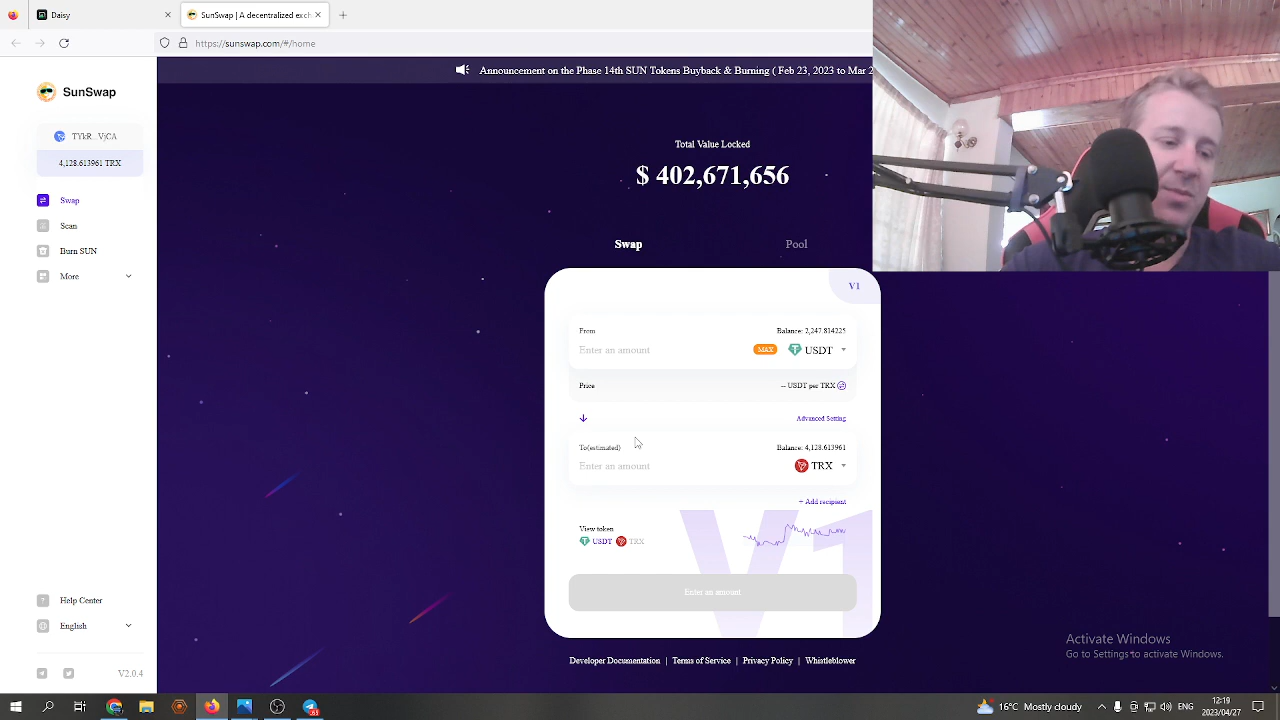 Daisy
SunSwap | A decentralized exch
https://sunswap.com/#/home
SunSwap
Announcement on the Phase 14th SUN Tokens Buyback & Burning ( Feb 23, 2023 to Mar 2
TYkR...VjCA
4,128.613961 TRX
Swap
Scan
Burn SUN
More
Total Value Locked
$ 402,671,656
Swap
Pool
V1
From
Balance: 2,247.814225
Enter an amount
MAX
USDT
Price
-- USDT per TRX
Advanced Setting
To(estimated)
Balance: 4,128.613961
Enter an amount
TRX
+ Add recipient
View token
USDT
TRX
V1
Enter an amount
Help Center
English
V2.0.4
Developer Documentation | Terms of Service | Privacy Policy | Whistleblower
Activate Windows
Go to Settings to activate Windows.
16°C Mostly cloudy
ENG
12:19
2023/04/27